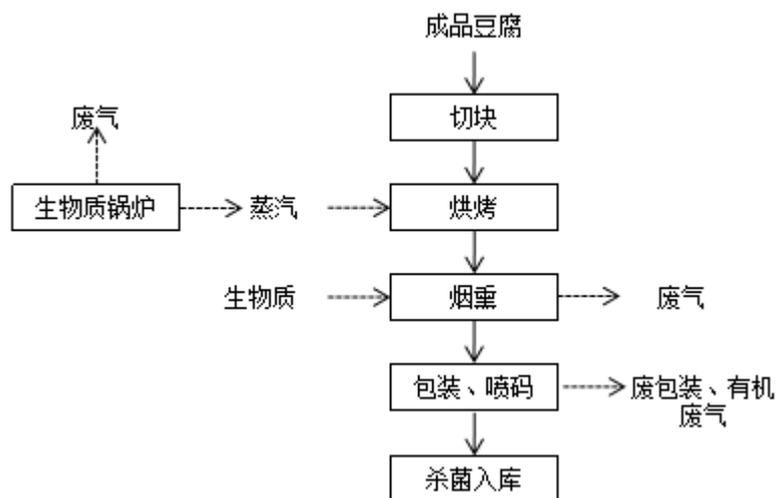 成品豆腐
废气
切块
生物质锅炉
蒸汽
烘烤
生物质
烟熏
废气
包装、喷码
废包装、有机
废气
杀菌入库